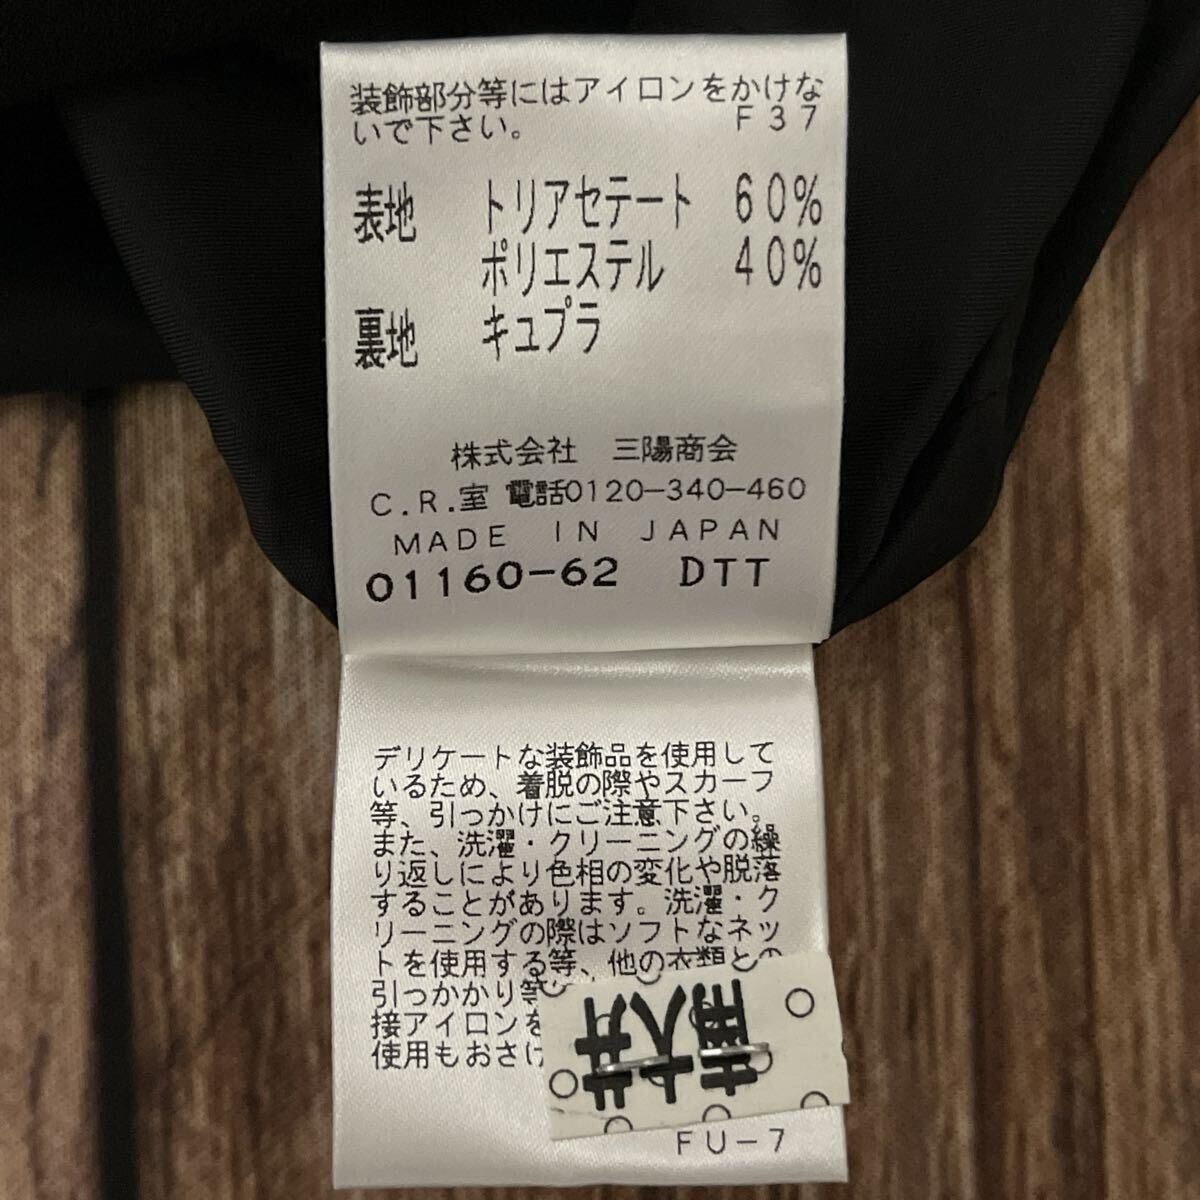 装飾部分等にはアイロンをかけな
いで下さい。 F37
表地 トリアセテート 60%
ポリエステル 40%
裏地 キュプラ
株式会社 三陽商会
C.R.室 電話0120-340-460
MADE IN JAPAN
01160-62 DTT
デリケートな装飾品を使用して
いるため、着脱の際やスカーフ
等、引っかけにご注意下さい。
また、洗濯・クリーニングの繰
り返しにより色相の変化や脱落
することがあります。洗濯・ク
リーニングの際はソフトなネッ
トを使用する等、他の衣類との
引っかかり等
接アイロンを
使用もおさけ
南大井
FU-7